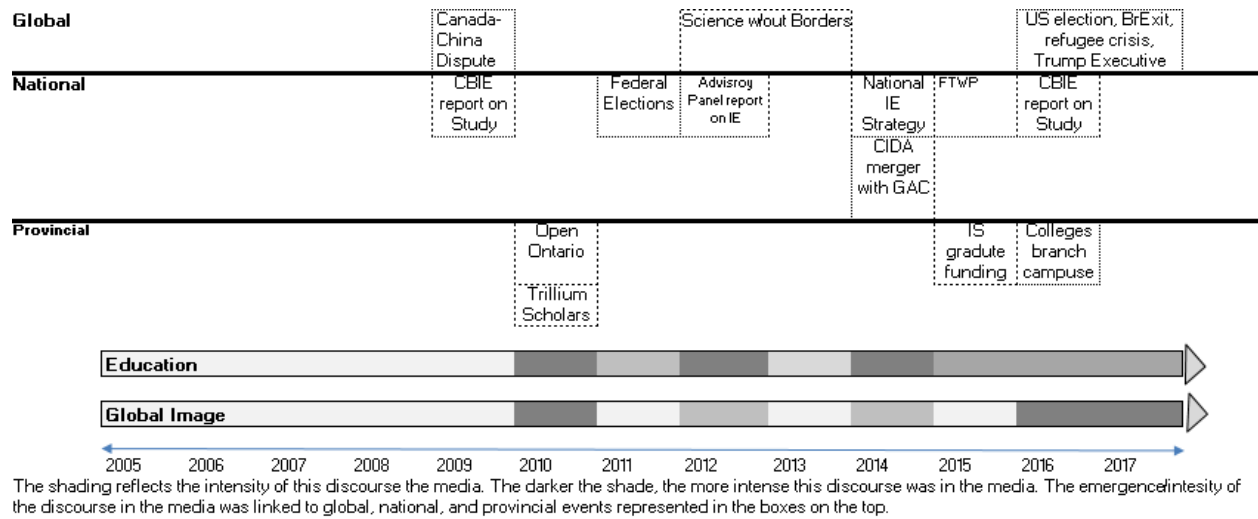 Global
Canada-
China
Dispute
Science w/out Borders
US election, BrExit,
refugee crisis,
Trump Executive
National
CBIE
report on
Study
Federal
Elections
Advisroy
Panel report
on IE
National
IE
Strategy
FTWP
CBIE
report on
Study
CIDA
merger
with GAC
Provincial
Open
Ontario
Trillium
Scholars
IS
gradute
funding
Colleges
branch
campuse
Education
Global Image
2005 2006 2007 2008 2009 2010 2011 2012 2013 2014 2015 2016 2017
The shading reflects the intensity of this discourse the media. The darker the shade, the more intense this discourse was in the media. The emergence/intesity of
the discourse in the media was linked to global, national, and provincial events represented in the boxes on the top.